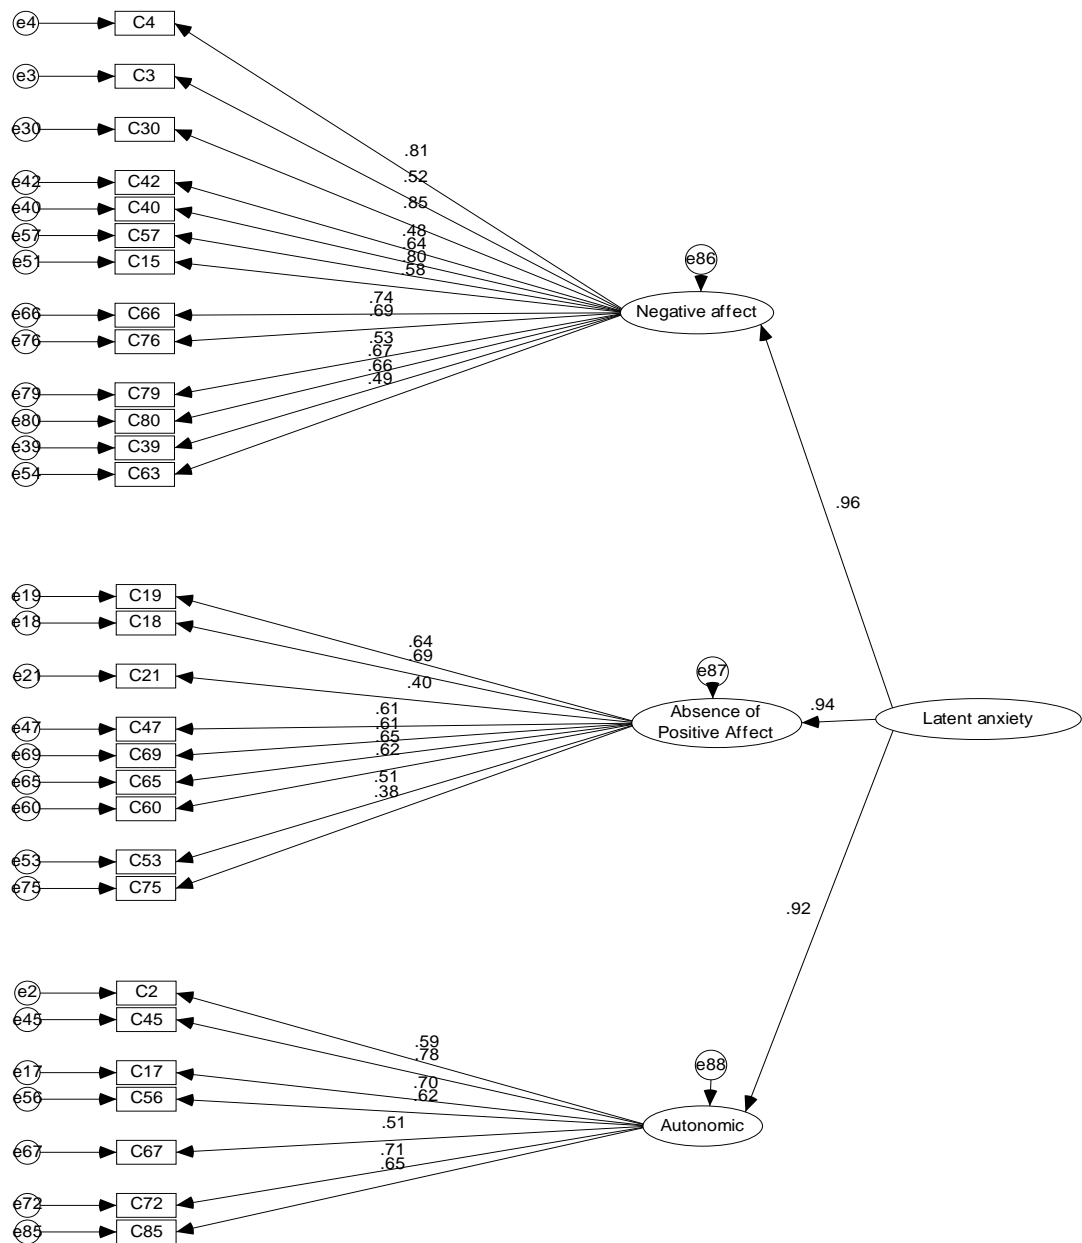 e4 C4
e3 C3
e30 C30
.81
.52
e42 C42
.85
e40 C40
e57 C57
.48
.64
e51 C15
.80
.58
e86
e66 C66
.74
.69
Negative affect
e76 C76
.53
.67
.66
.49
e79 C79
e80 C80
e39 C39
e54 C63
.96
e19 C19
e18 C18
.64
.69
e21 C21
.40
e87
.61
.61
.65
.62
.51
.38
e47 C47
e69 C69
e65 C65
e60 C60
Absence of
Positive Affect
.94
Latent anxiety
e53 C53
e75 C75
.92
e2 C2
e45 C45
.59
.78
e17 C17
e56 C56
.70
.62
e88
.51
Autonomic
e67 C67
.71
.65
e72 C72
e85 C85